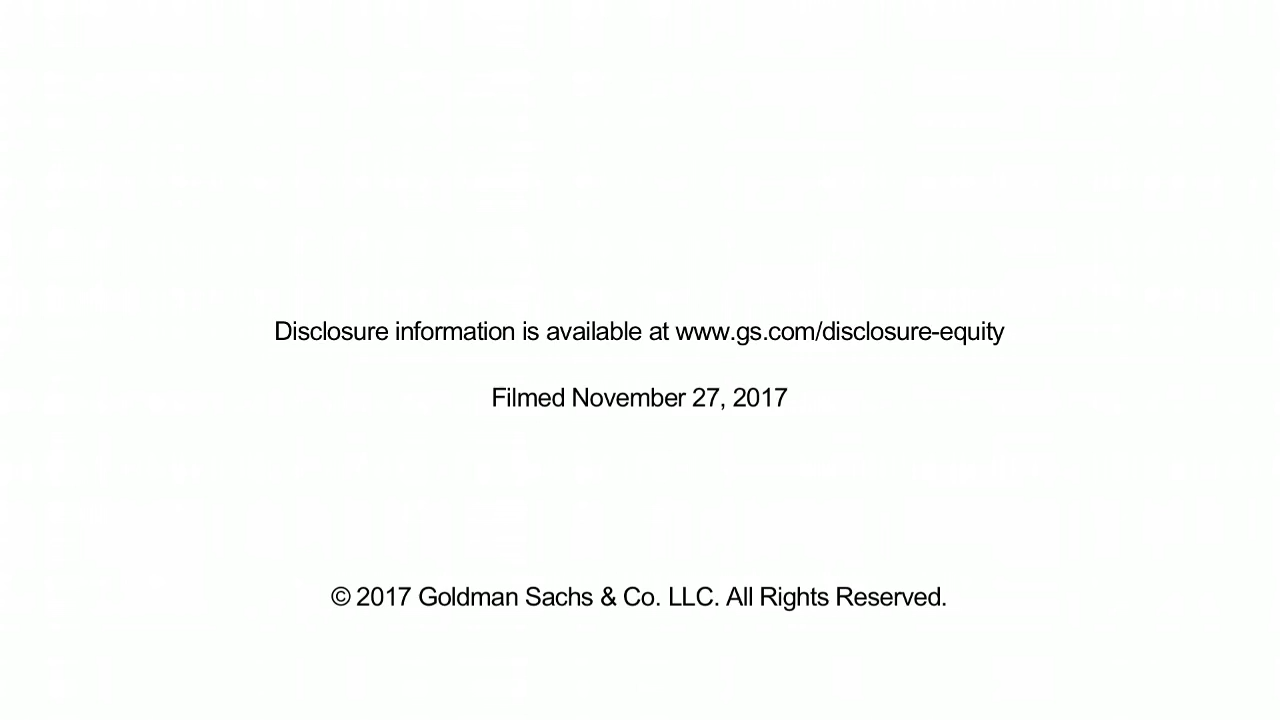 Disclosure information is available at www.gs.com/disclosure-equity
Filmed November 27, 2017
© 2017 Goldman Sachs & Co. LLC. All Rights Reserved.